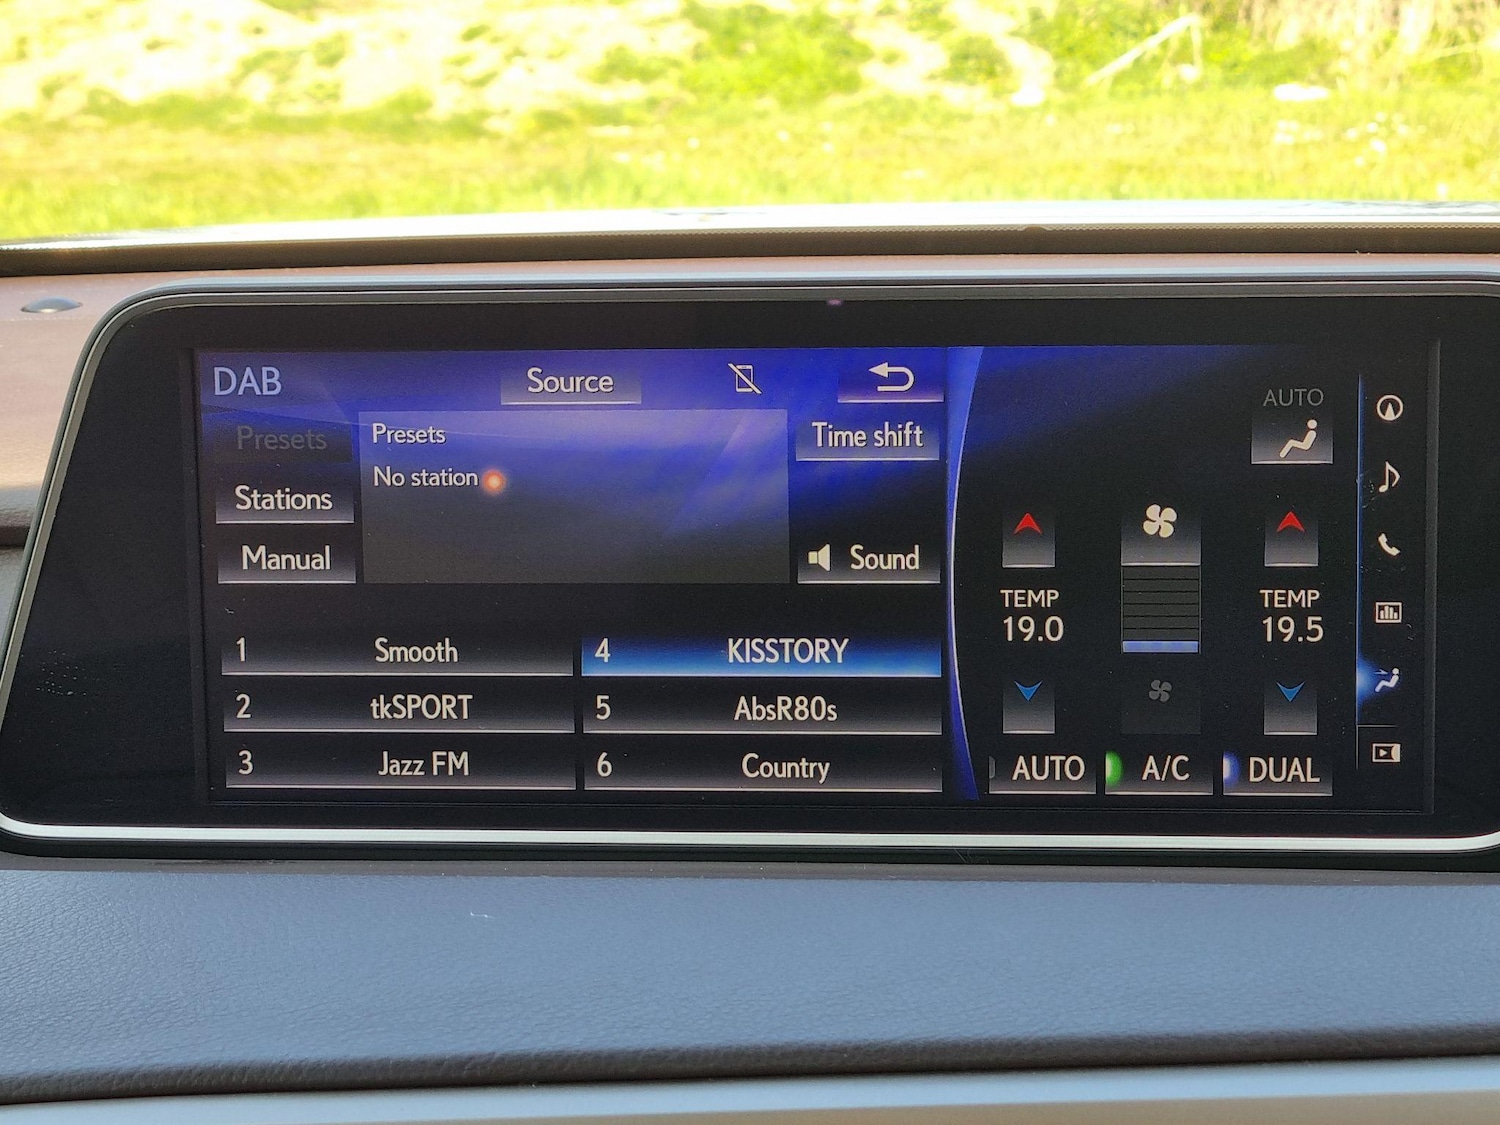 DAB
Source
Presets
Stations
Manual
Presets
No station
Time shift
Sound
1 Smooth
2 tkSPORT
3 Jazz FM
4 KISSTORY
5 AbsR80s
6 Country
AUTO
TEMP
19.0
TEMP
19.5
AUTO
A/C
DUAL